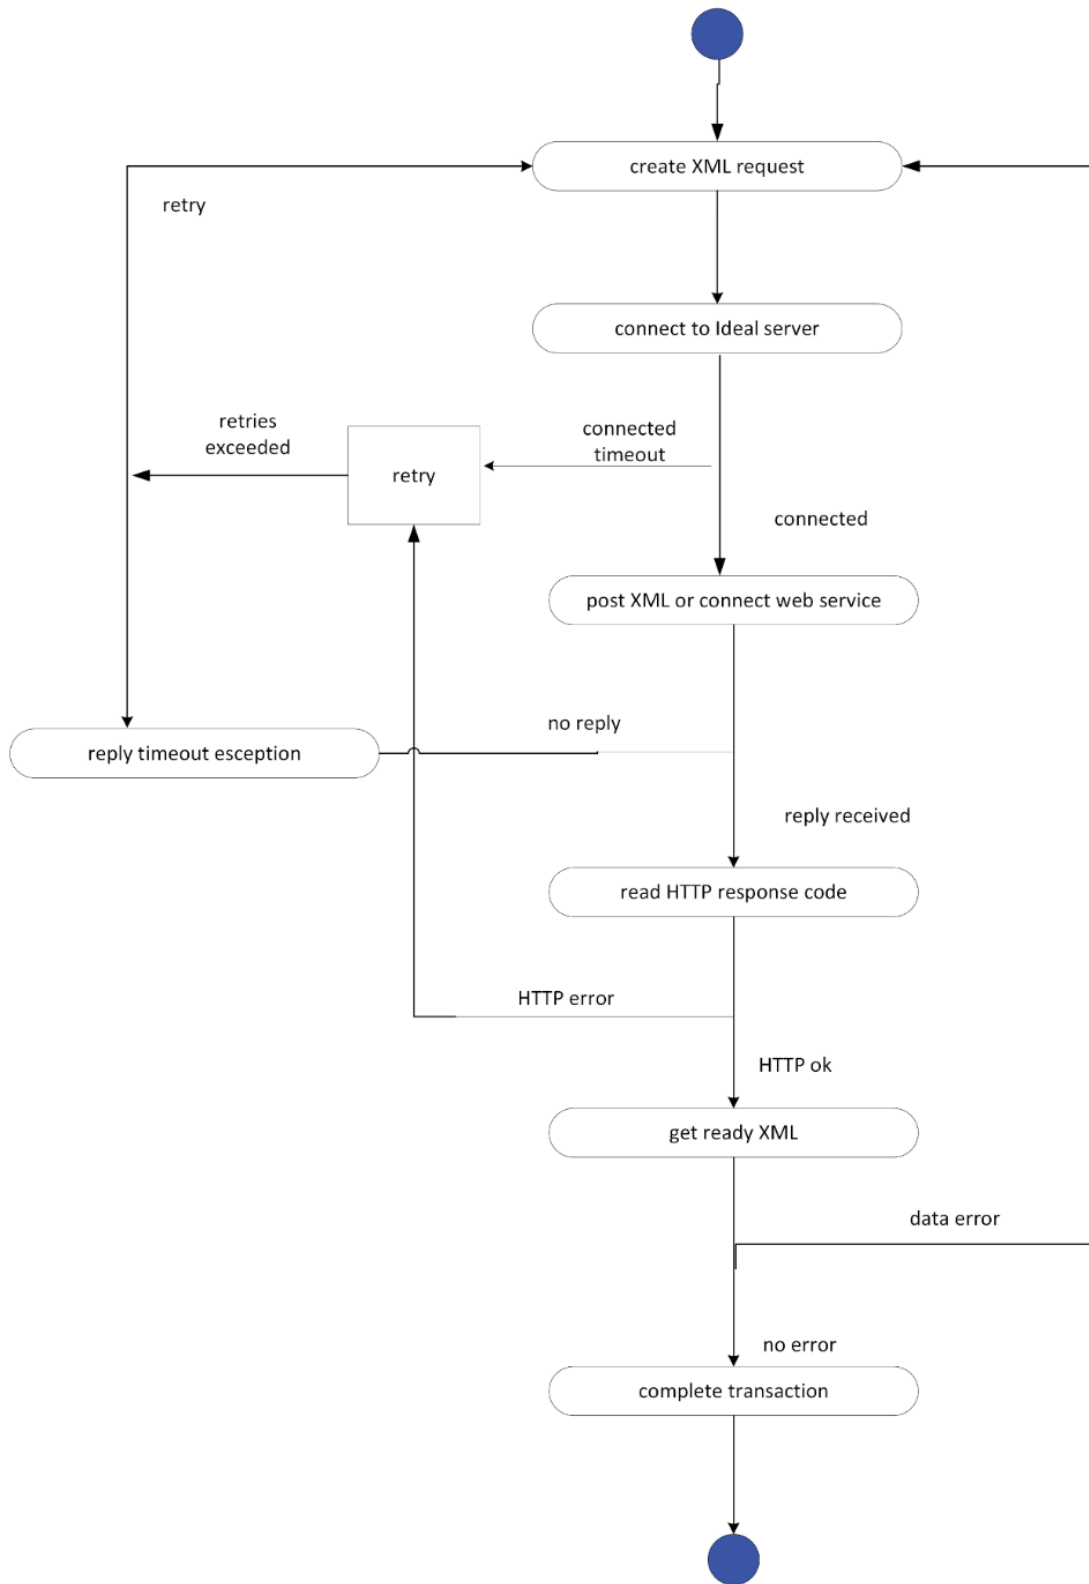 create XML request
retry
connect to Ideal server
retries
exceeded
connected
timeout
retry
connected
post XML or connect web service
no reply
reply timeout esception
reply received
read HTTP response code
HTTP error
HTTP ok
get ready XML
data error
no error
complete transaction